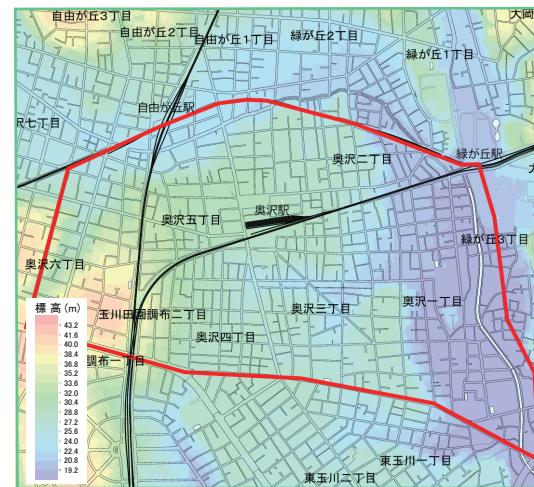 自由が丘3丁目
大岡
自由が丘2丁目
自由が丘1丁目
緑が丘2丁目
緑が丘1丁目
自由が丘駅
沢七丁目
奥沢二丁目
緑が丘駅
奥沢駅
奥沢五丁目
緑が丘3丁目
奥沢六丁目
標 高 (m)
43.2
41.6
40.0
38.4
36.8
35.2
33.6
32.0
30.4
28.8
27.2
25.6
24.0
22.4
20.8
19.2
玉川田園調布二丁目
奥沢三丁目
奥沢一丁目
奥沢四丁目
調布一丁目
東玉川一丁目
東玉川二丁目